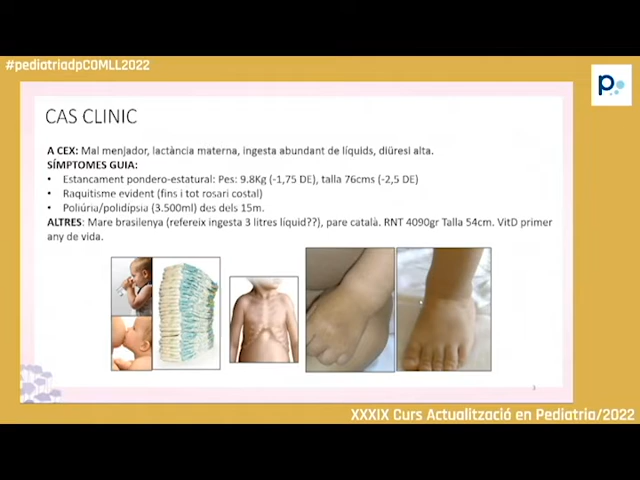 #pediatriadpCOMLL2022
p
CAS CLINIC
A CEX: Mal menjador, lactància materna, ingesta abundant de líquids, diüresi alta.
SÍMPTOMES GUIA:
• Estancament pondero-estatural: Pes: 9.8Kg (-1,75 DE), talla 76cms (-2,5 DE)
• Raquitisme evident (fins i tot rosari costal)
• Poliúria/polidípsia (3.500ml) des dels 15m.
ALTRES: Mare brasilenya (refereix ingesta 3 litres líquid??), pare català. RNT 4090gr Talla 54cm. VitD primer
any de vida.
3
XXXIX Curs Actualització en Pediatria/2022